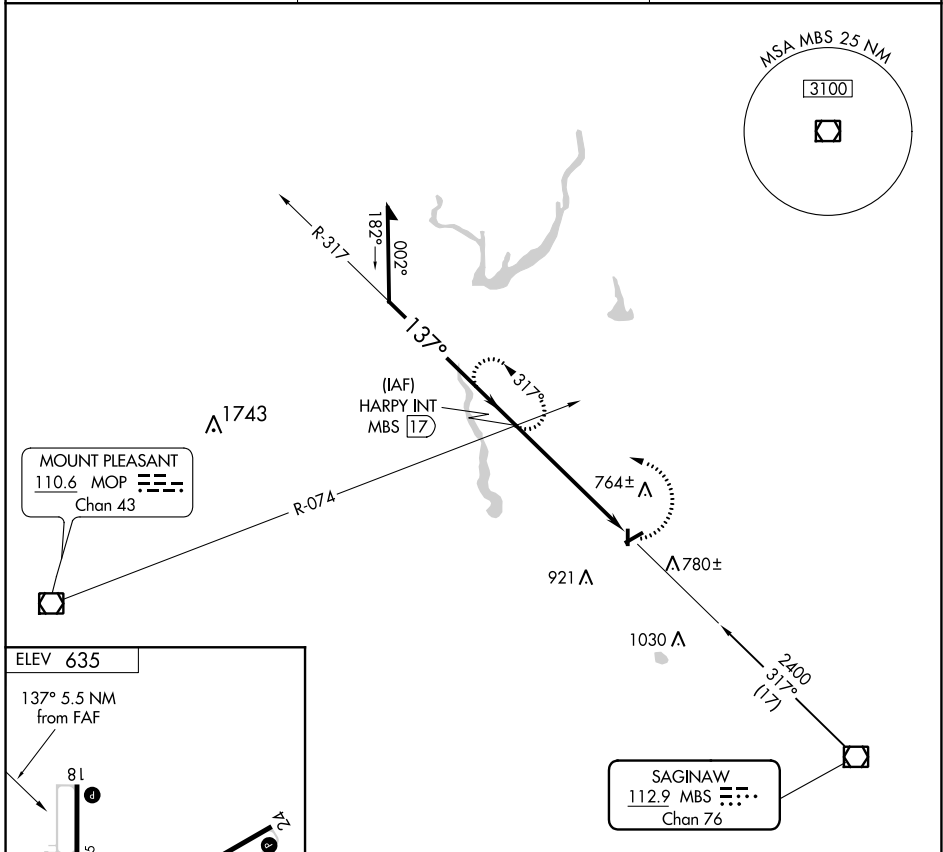 MSA MBS 25 NM
3100
R-317
182°
002°
137°
317°
(IAF)
HARPY INT
MBS 17
1743
MOUNT PLEASANT
110.6 MOP
Chan 43
R-074
764±
921
780±
1030
2400
317°
(17)
SAGINAW
112.9 MBS
Chan 76
ELEV 635
137° 5.5 NM
from FAF
18
P
24
P